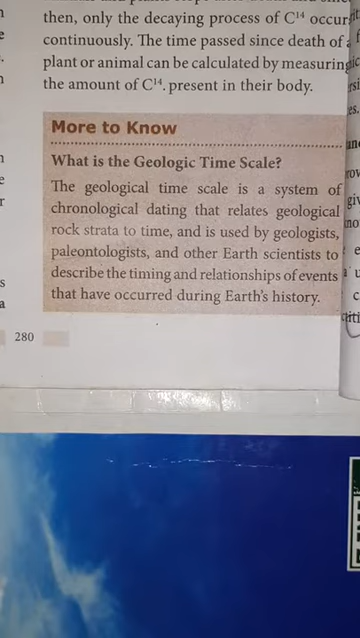 then, only the decaying process of C14 occur
continuously. The time passed since death of
plant or animal can be calculated by measuring
the amount of C14. present in their body.
More to Know
What is the Geologic Time Scale?
The geological time scale is a system of
chronological dating that relates geological
rock strata to time, and is used by geologists,
paleontologists, and other Earth scientists to
describe the timing and relationships of events
that have occurred during Earth's history.
280